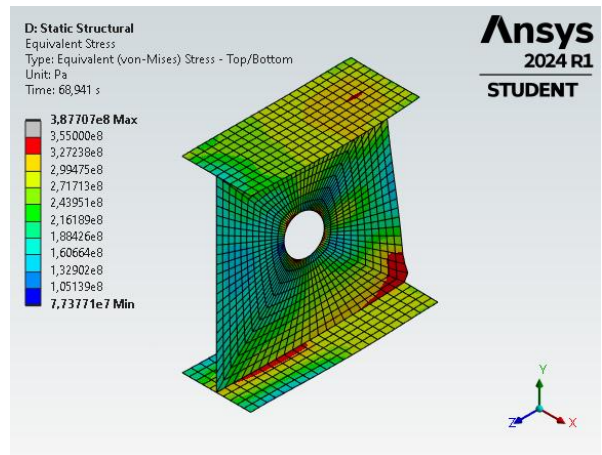 D: Static Structural
Equivalent Stress
Type: Equivalent (von-Mises) Stress - Top/Bottom
Unit: Pa
Time: 68,941 s
3,87707e8 Max
3,55000e8
3,27238e8
2,99475e8
2,71713e8
2,43951e8
2,16189e8
1,88426e8
1,60664e8
1,32902e8
1,05139e8
7,73771e7 Min
Ansys
2024 R1
STUDENT
Y
Z
X